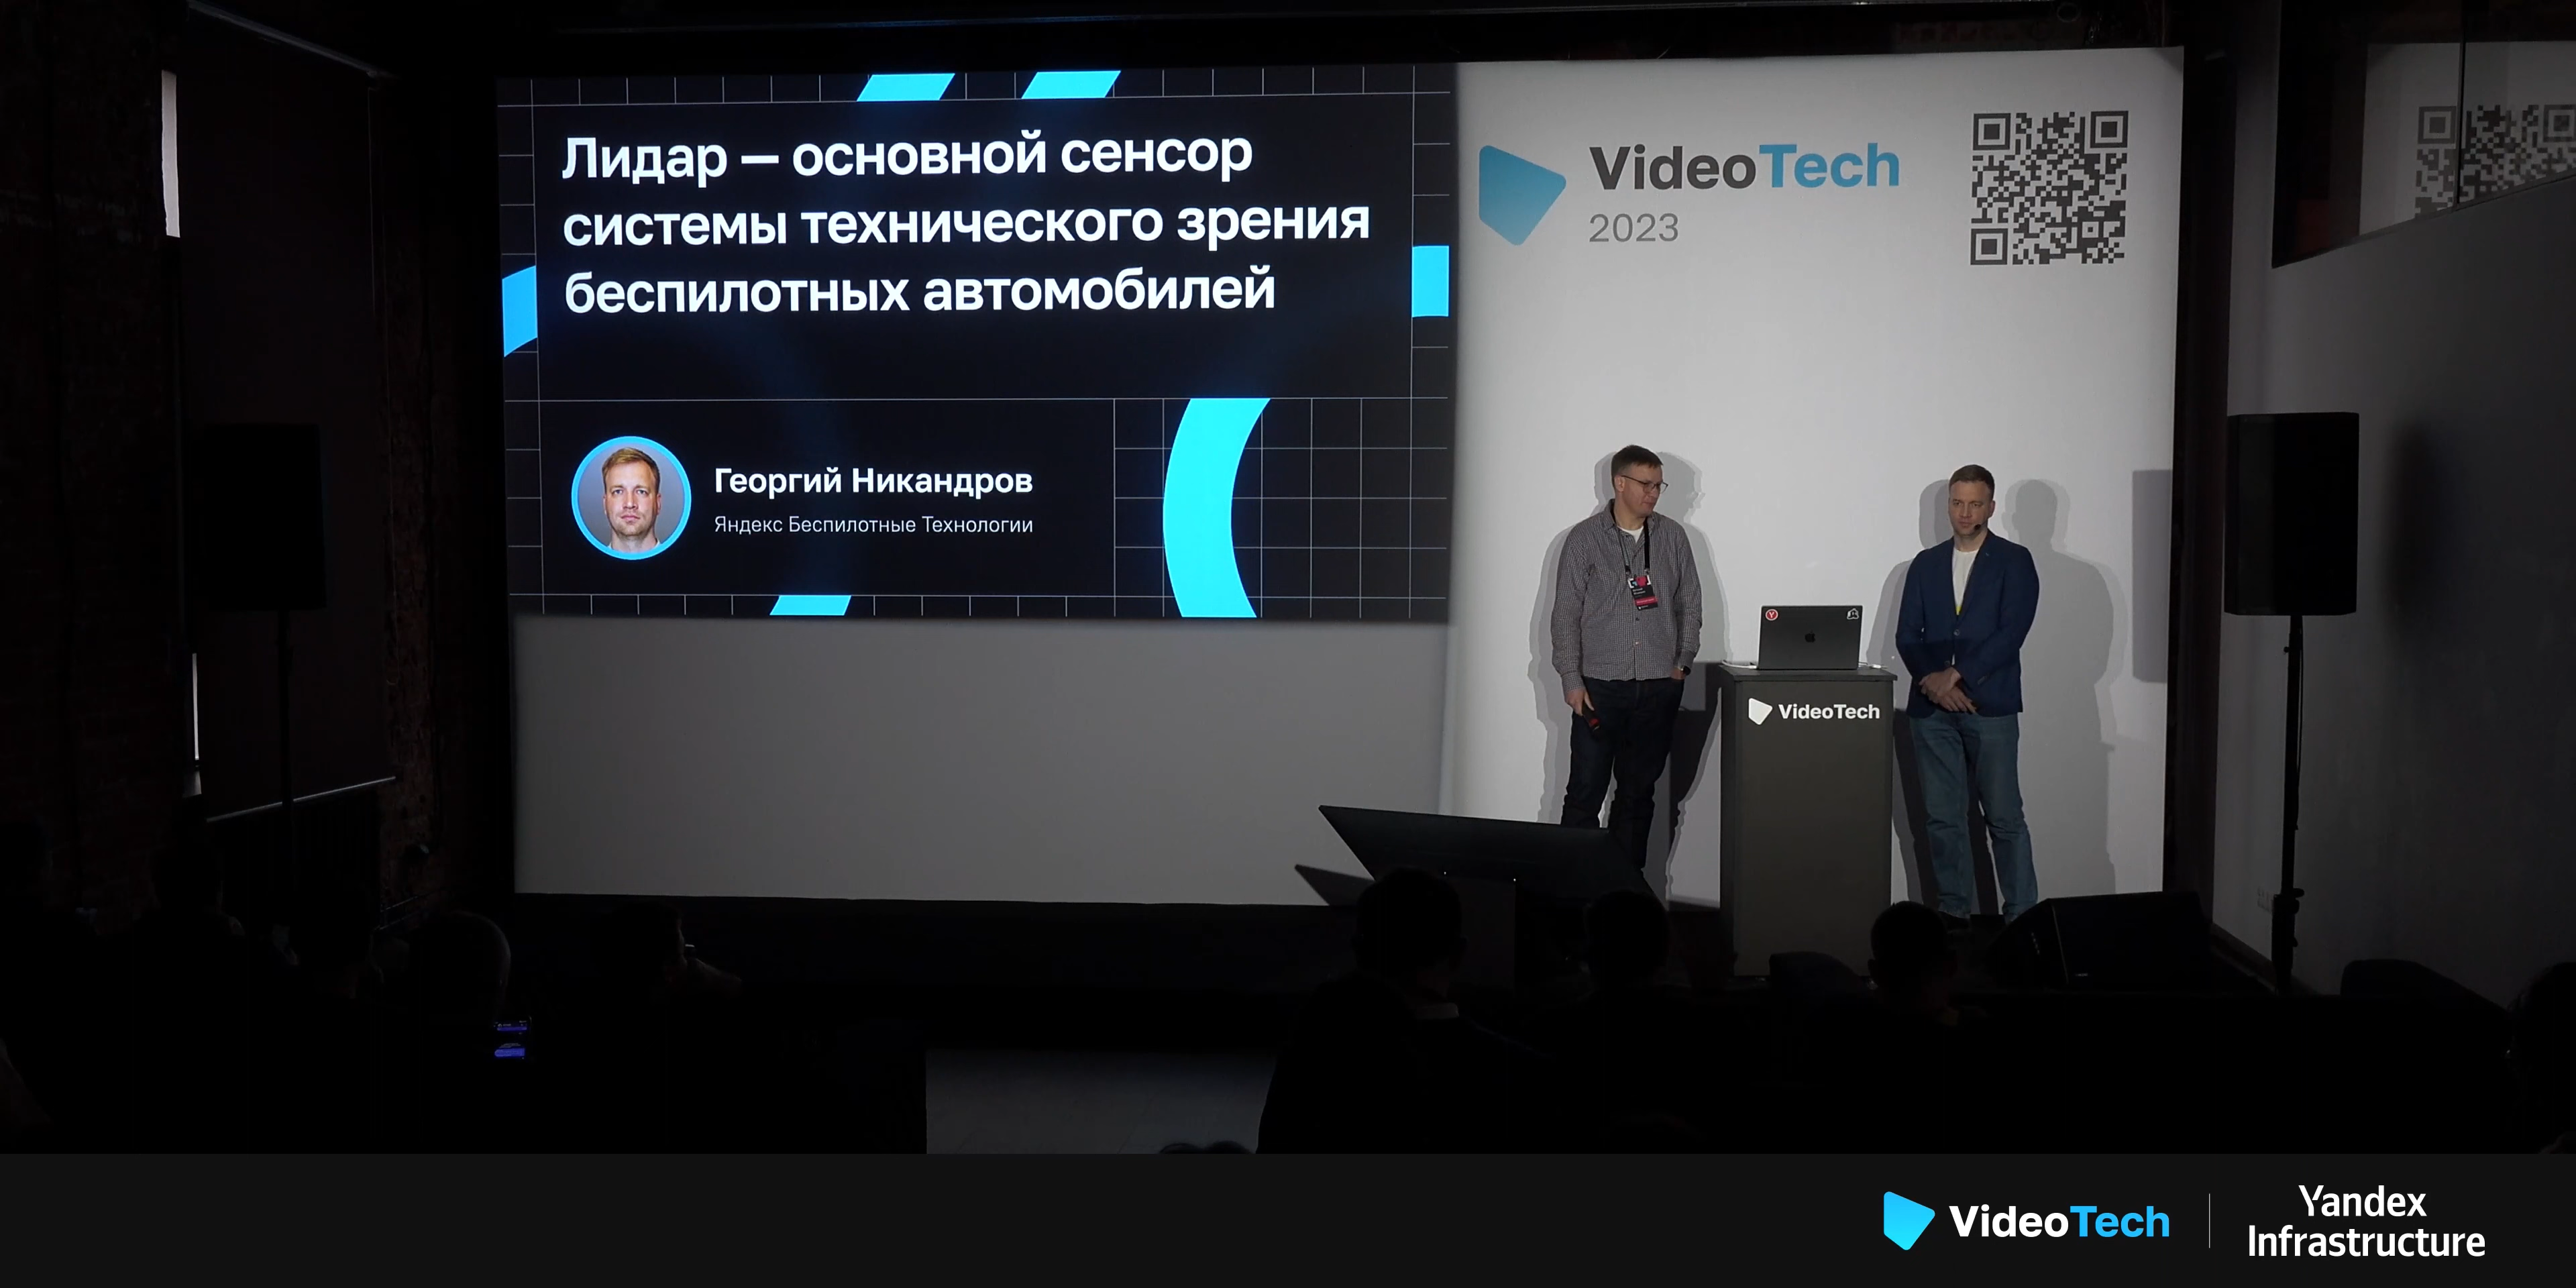 Лидар — основной сенсор
системы технического зрения
беспилотных автомобилей
Георгий Никандров
Яндекс Беспилотные Технологии
VideoTech
2023
VideoTech
VideoTech
Yandex
Infrastructure